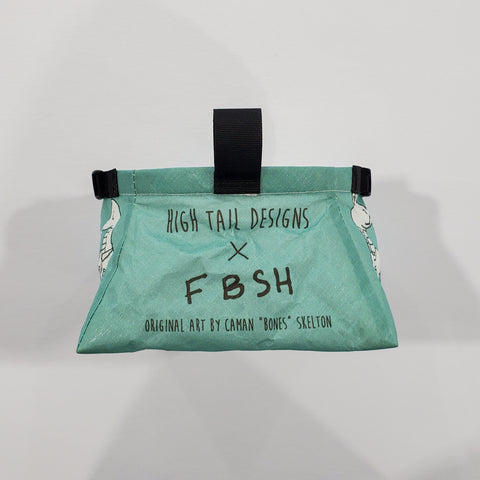 HIGH TAIL DESIGNS
X
FBSH
ORIGINAL ART BY CAMAN "BONES" SKELTON